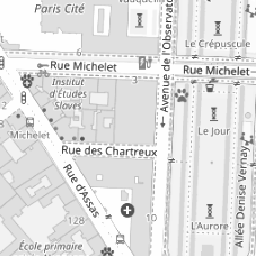 Paris Cité
Le Crépuscule
Rue Michelet
Rue Michelet
Avenue de l'Observatoire
Institut
d'Études
Slaves
Michelet
Rue des Chartreux
Le Jour
Rue d'Assas
Allée Denise Vernay
128
10
L'Aurore
École primaire